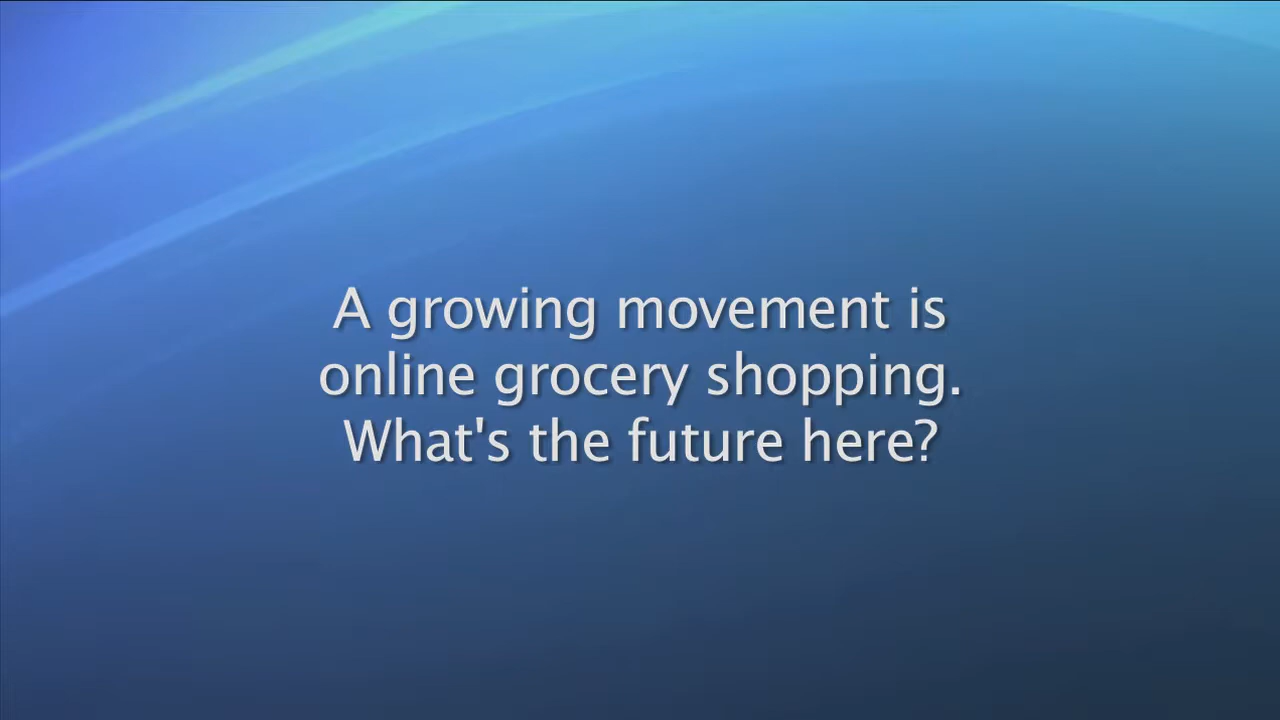 A growing movement is
online grocery shopping.
What's the future here?